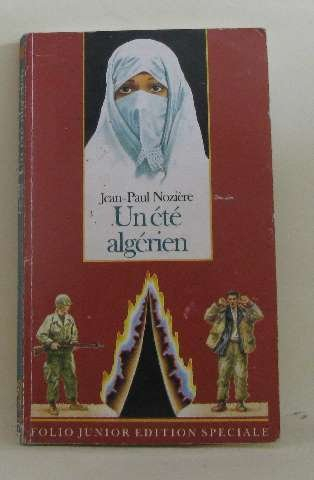 Jean-Paul Nozière
Un été
algérien
FOLIO JUNIOR EDITION SPECIALE